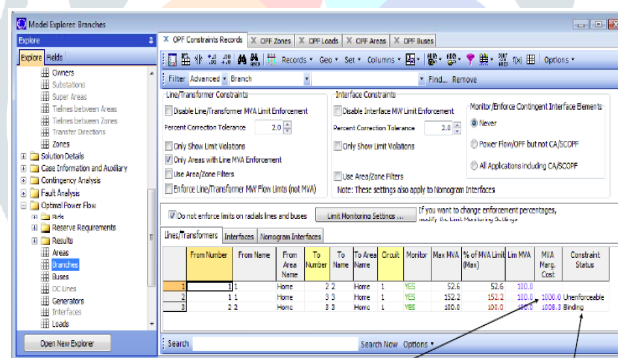 Model Explorer: Branches
Explore
Explore Fields
Owners
Substations
Super Areas
Tielines between Areas
Tielines between Zones
Transfer Directions
Zones
Solution Details
Case Information and Auxiliary
Contingency Analysis
Fault Analysis
Optimal Power Flow
Reserve Requirements
Results
Areas
Branches
Buses
DC Lines
Generators
Interfaces
Loads
Open New Explorer
X OPF Constraints Records X OPF Zones X OPF Loads X OPF Areas X OPF Buses
Records Geo Set Columns f(x) Options
Filter Advanced Branch Find... Remove
Line/Transformer Constraints
Disable Line/Transformer MVA Limit Enforcement
Percent Correction Tolerance 2.0
Only Show Limit Violations
Only Areas with Line MVA Enforcement
Use Area/Zone Filters
Enforce Line/Transformer MW Flow Limits (not MVA)
Interface Constraints
Disable Interface MW Limit Enforcement
Percent Correction Tolerance 2.0
Only Show Limit Violations
Use Area/Zone Filters
Note: These settings also apply to Nomogram Interfaces
Monitor/Enforce Contingent Interface Elements
Never
Power Flow/OPF but not CA/SCOPF
All Applications including CA/SCOPF
Do not enforce limits on radials lines and buses
Limit Monitoring Settings ...
If you want to change enforcement percentages,
modify the Limit Monitoring Settings
Lines/Transformers Interfaces Nomogram Interfaces
From Number From Name From Area Name To Number To Name To Area Name Circuit Monitor Max MVA % of MVA Limit (Max) Lim MVA MVA Marg. Cost Constraint Status
1 1 1 Home 2 2 Home 1 YES 52.6 52.6 100.0
2 1 1 Home 3 3 Home 1 YES 152.2 152.2 100.0 1000.0 Unenforceable
3 2 2 Home 3 3 Home 1 YES 100.0 100.0 100.0 Binding
Search Search Now Options